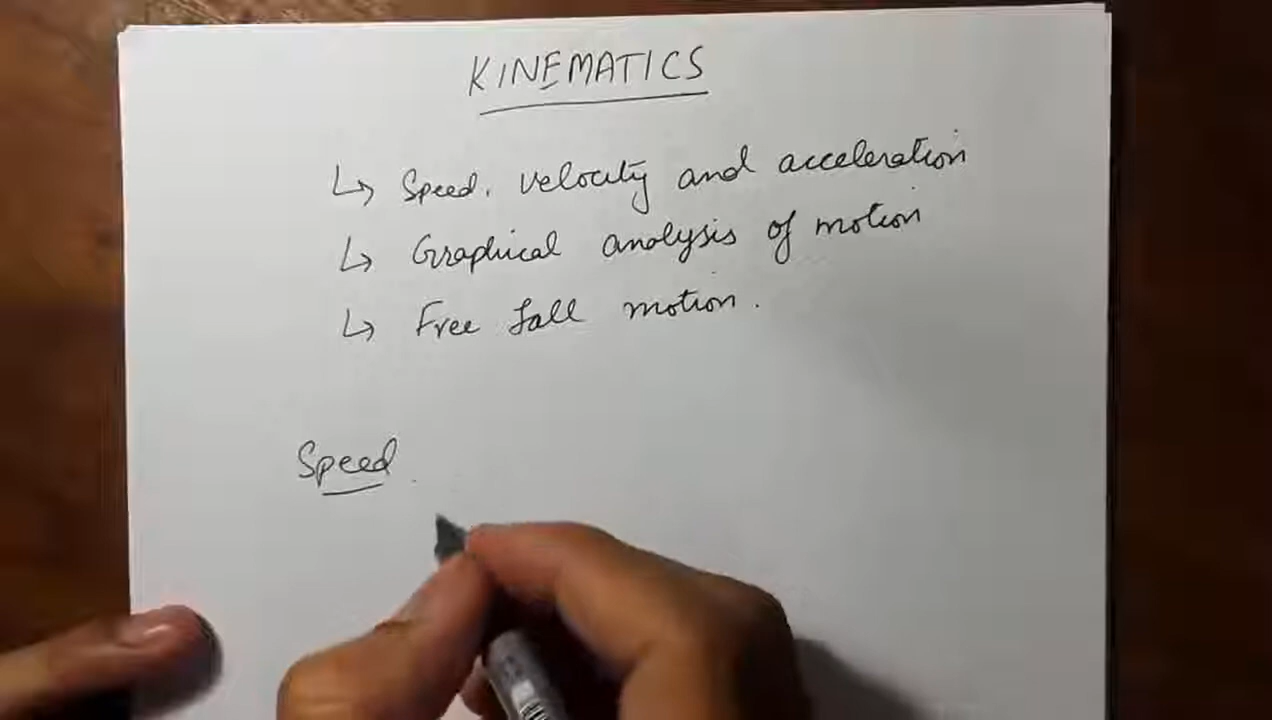 KINEMATICS
↳ Speed, velocity and acceleration
↳ Graphical analysis of motion
↳ Free fall motion.
Speed